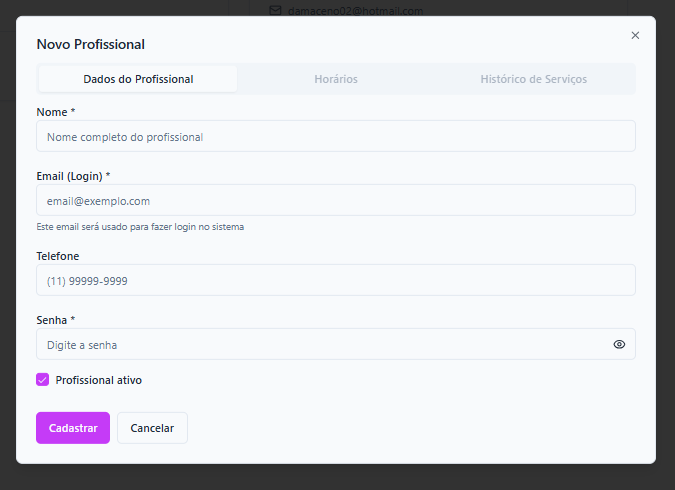 damaceno02@hotmail.com
Novo Profissional
Dados do Profissional Horários Histórico de Serviços
Nome *
Nome completo do profissional
Email (Login) *
email@exemplo.com
Este email será usado para fazer login no sistema
Telefone
(11) 99999-9999
Senha *
Digite a senha
Profissional ativo
Cadastrar Cancelar